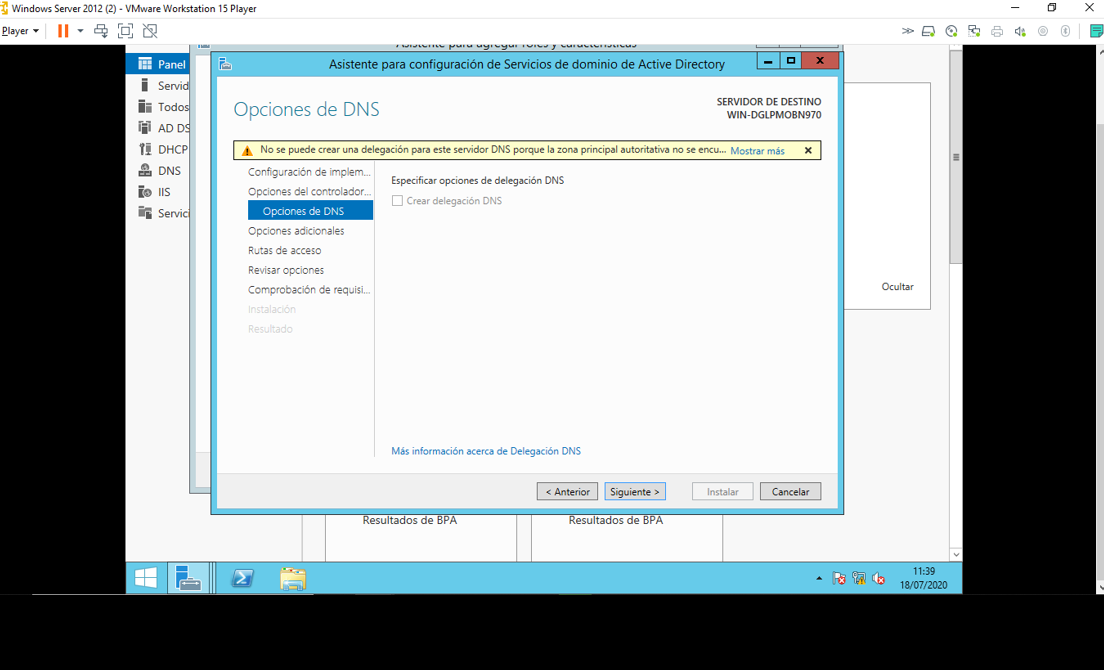 Windows Server 2012 (2) - VMware Workstation 15 Player
Player
Asistente para agregar roles y características
Asistente para configuración de Servicios de dominio de Active Directory
Panel
Servid
Todos
AD DS
DHCP
DNS
IIS
Servici
Opciones de DNS
SERVIDOR DE DESTINO
WIN-DGLPMOBN970
No se puede crear una delegación para este servidor DNS porque la zona principal autoritativa no se encu... Mostrar más
Configuración de implem...
Opciones del controlador...
Opciones de DNS
Opciones adicionales
Rutas de acceso
Revisar opciones
Comprobación de requisi...
Instalación
Resultado
Especificar opciones de delegación DNS
Crear delegación DNS
Más información acerca de Delegación DNS
Ocultar
< Anterior Siguiente > Instalar Cancelar
Resultados de BPA Resultados de BPA
11:39
18/07/2020